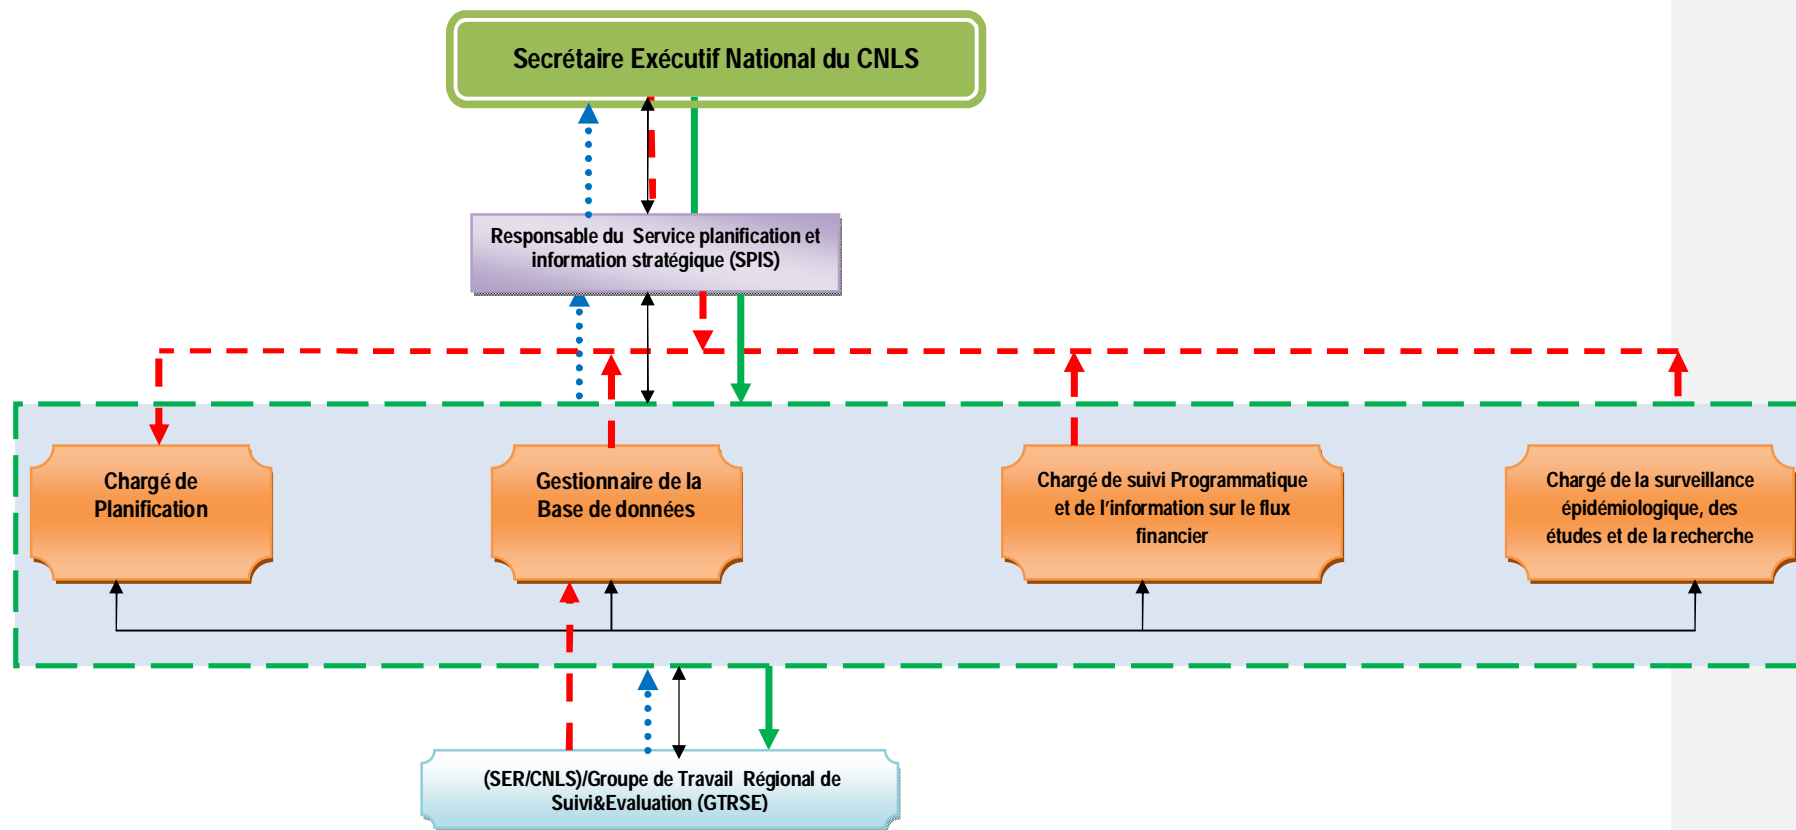 Secrétaire Exécutif National du CNLS
Responsable du Service planification et
information stratégique (SPIS)
Chargé de
Planification
Gestionnaire de la
Base de données
Chargé de suivi Programmatique
et de l'information sur le flux
financier
Chargé de la surveillance
épidémiologique, des
études et de la recherche
(SER/CNLS)/Groupe de Travail Régional de
Suivi&Evaluation (GTRSE)